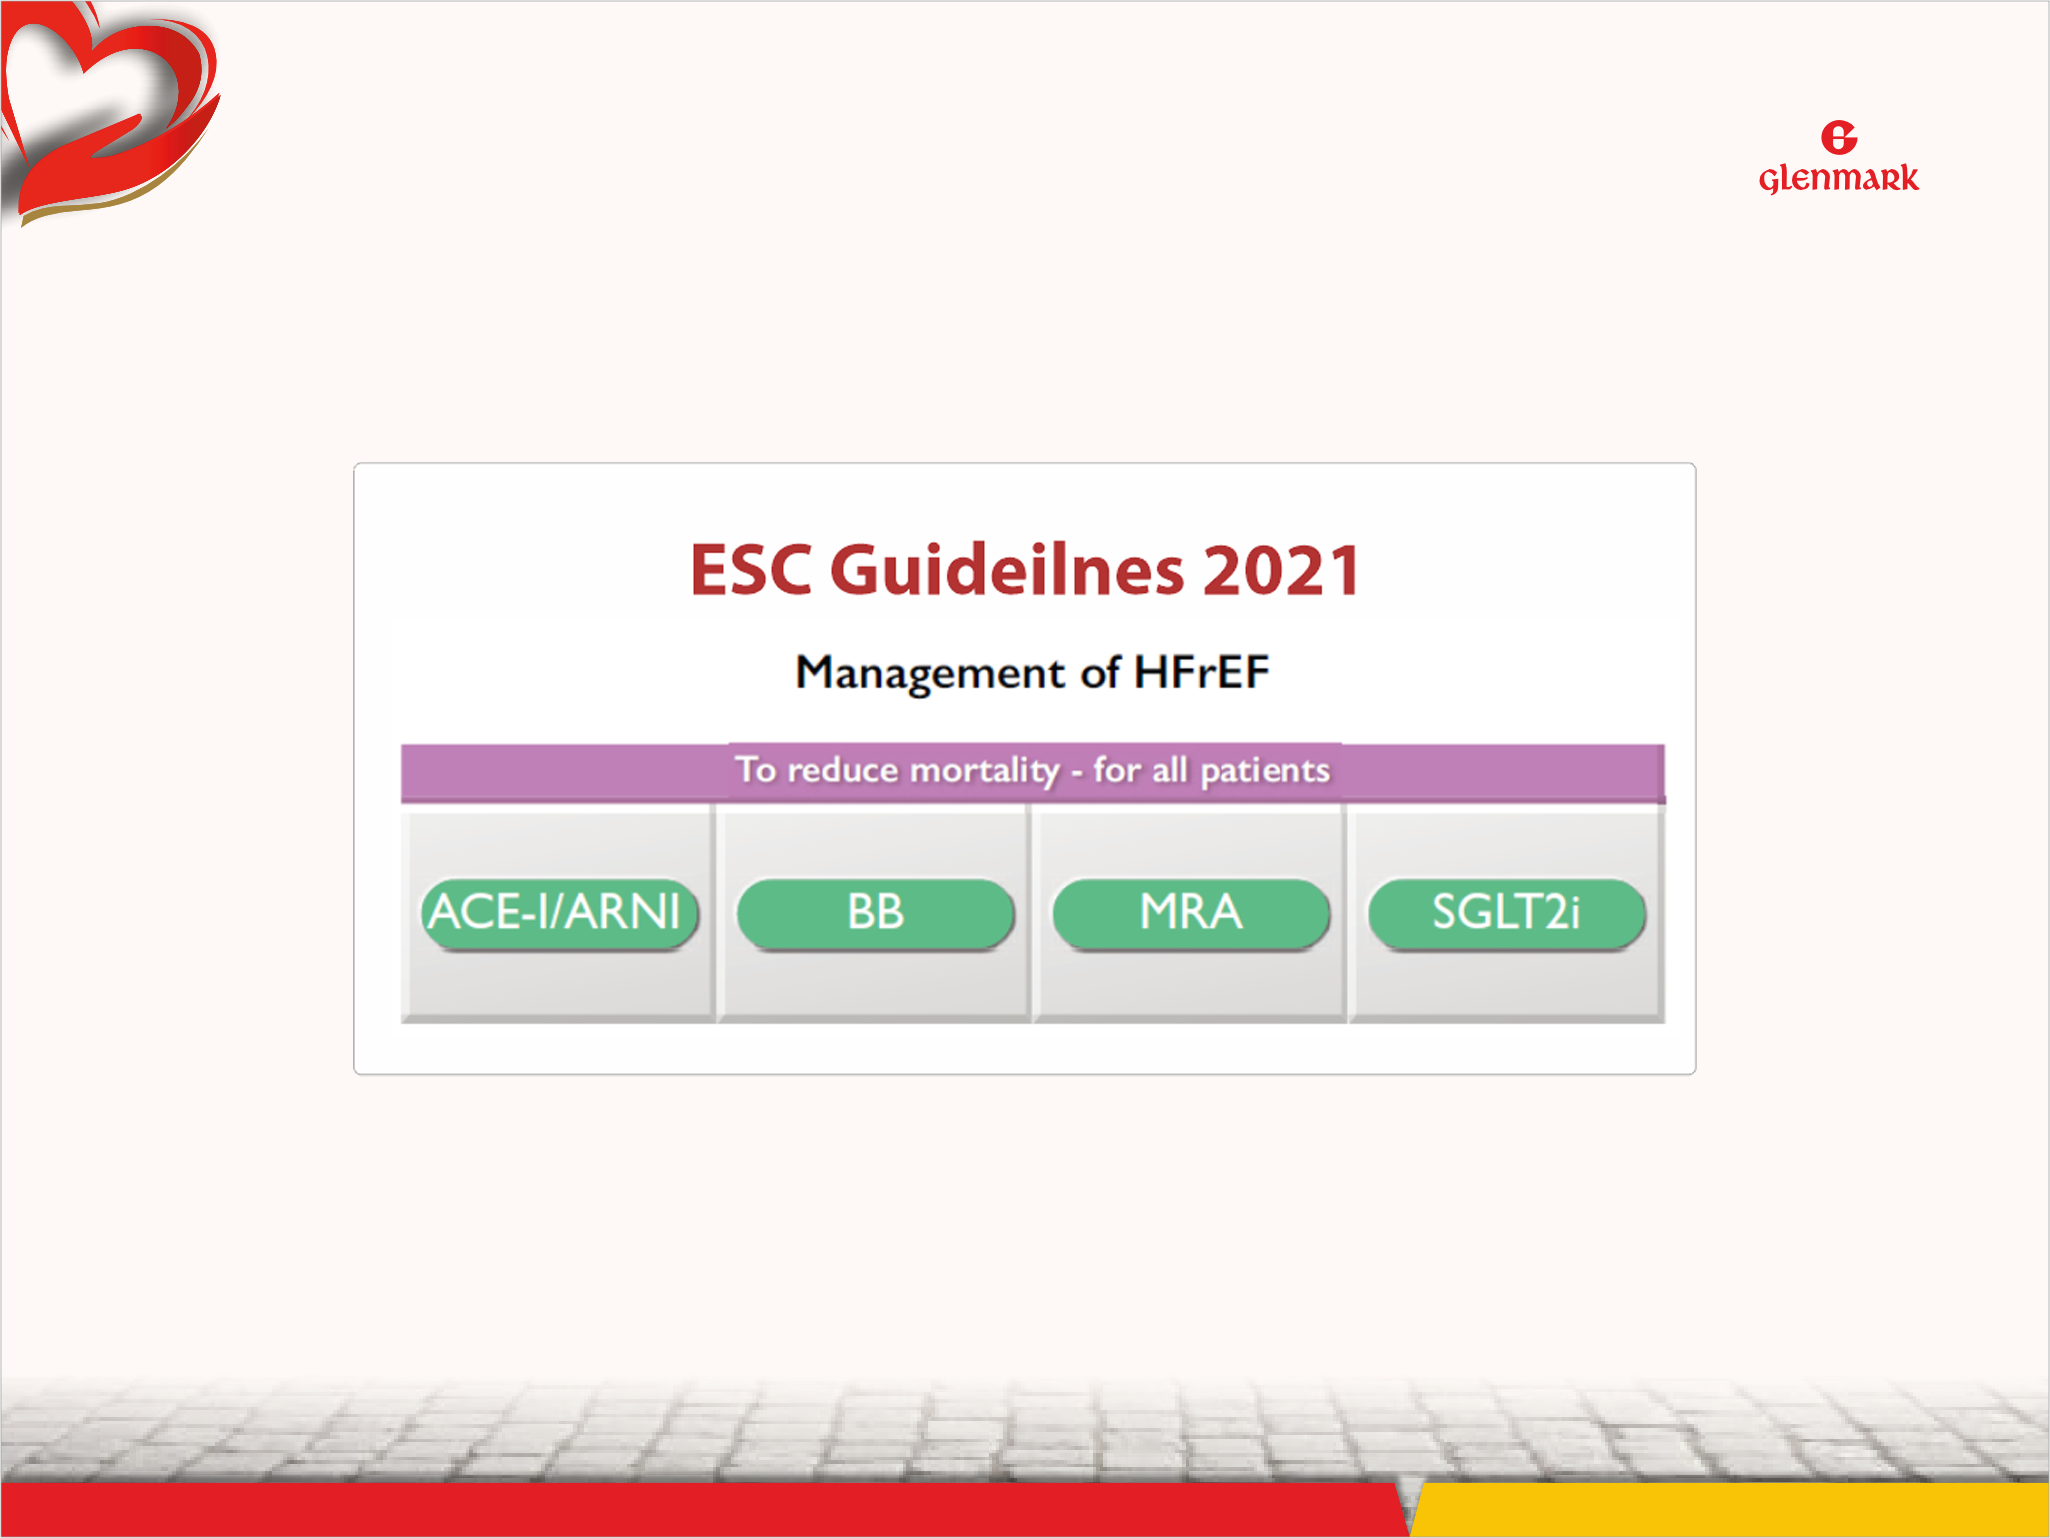 glenmark
ESC Guideilnes 2021
Management of HFrEF
To reduce mortality - for all patients
ACE-I/ARNI BB MRA SGLT2i